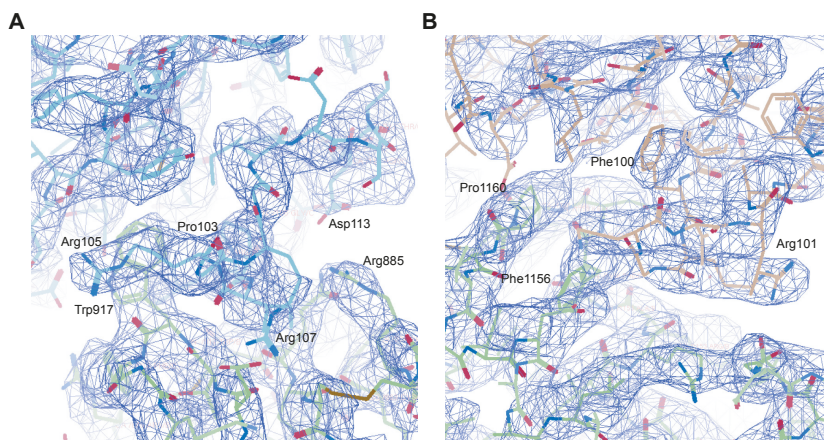 A
B
Phe100
Pro1160
Pro103
Asp113
Arg105
Arg101
Arg885
Phe1156
Trp917
Arg107